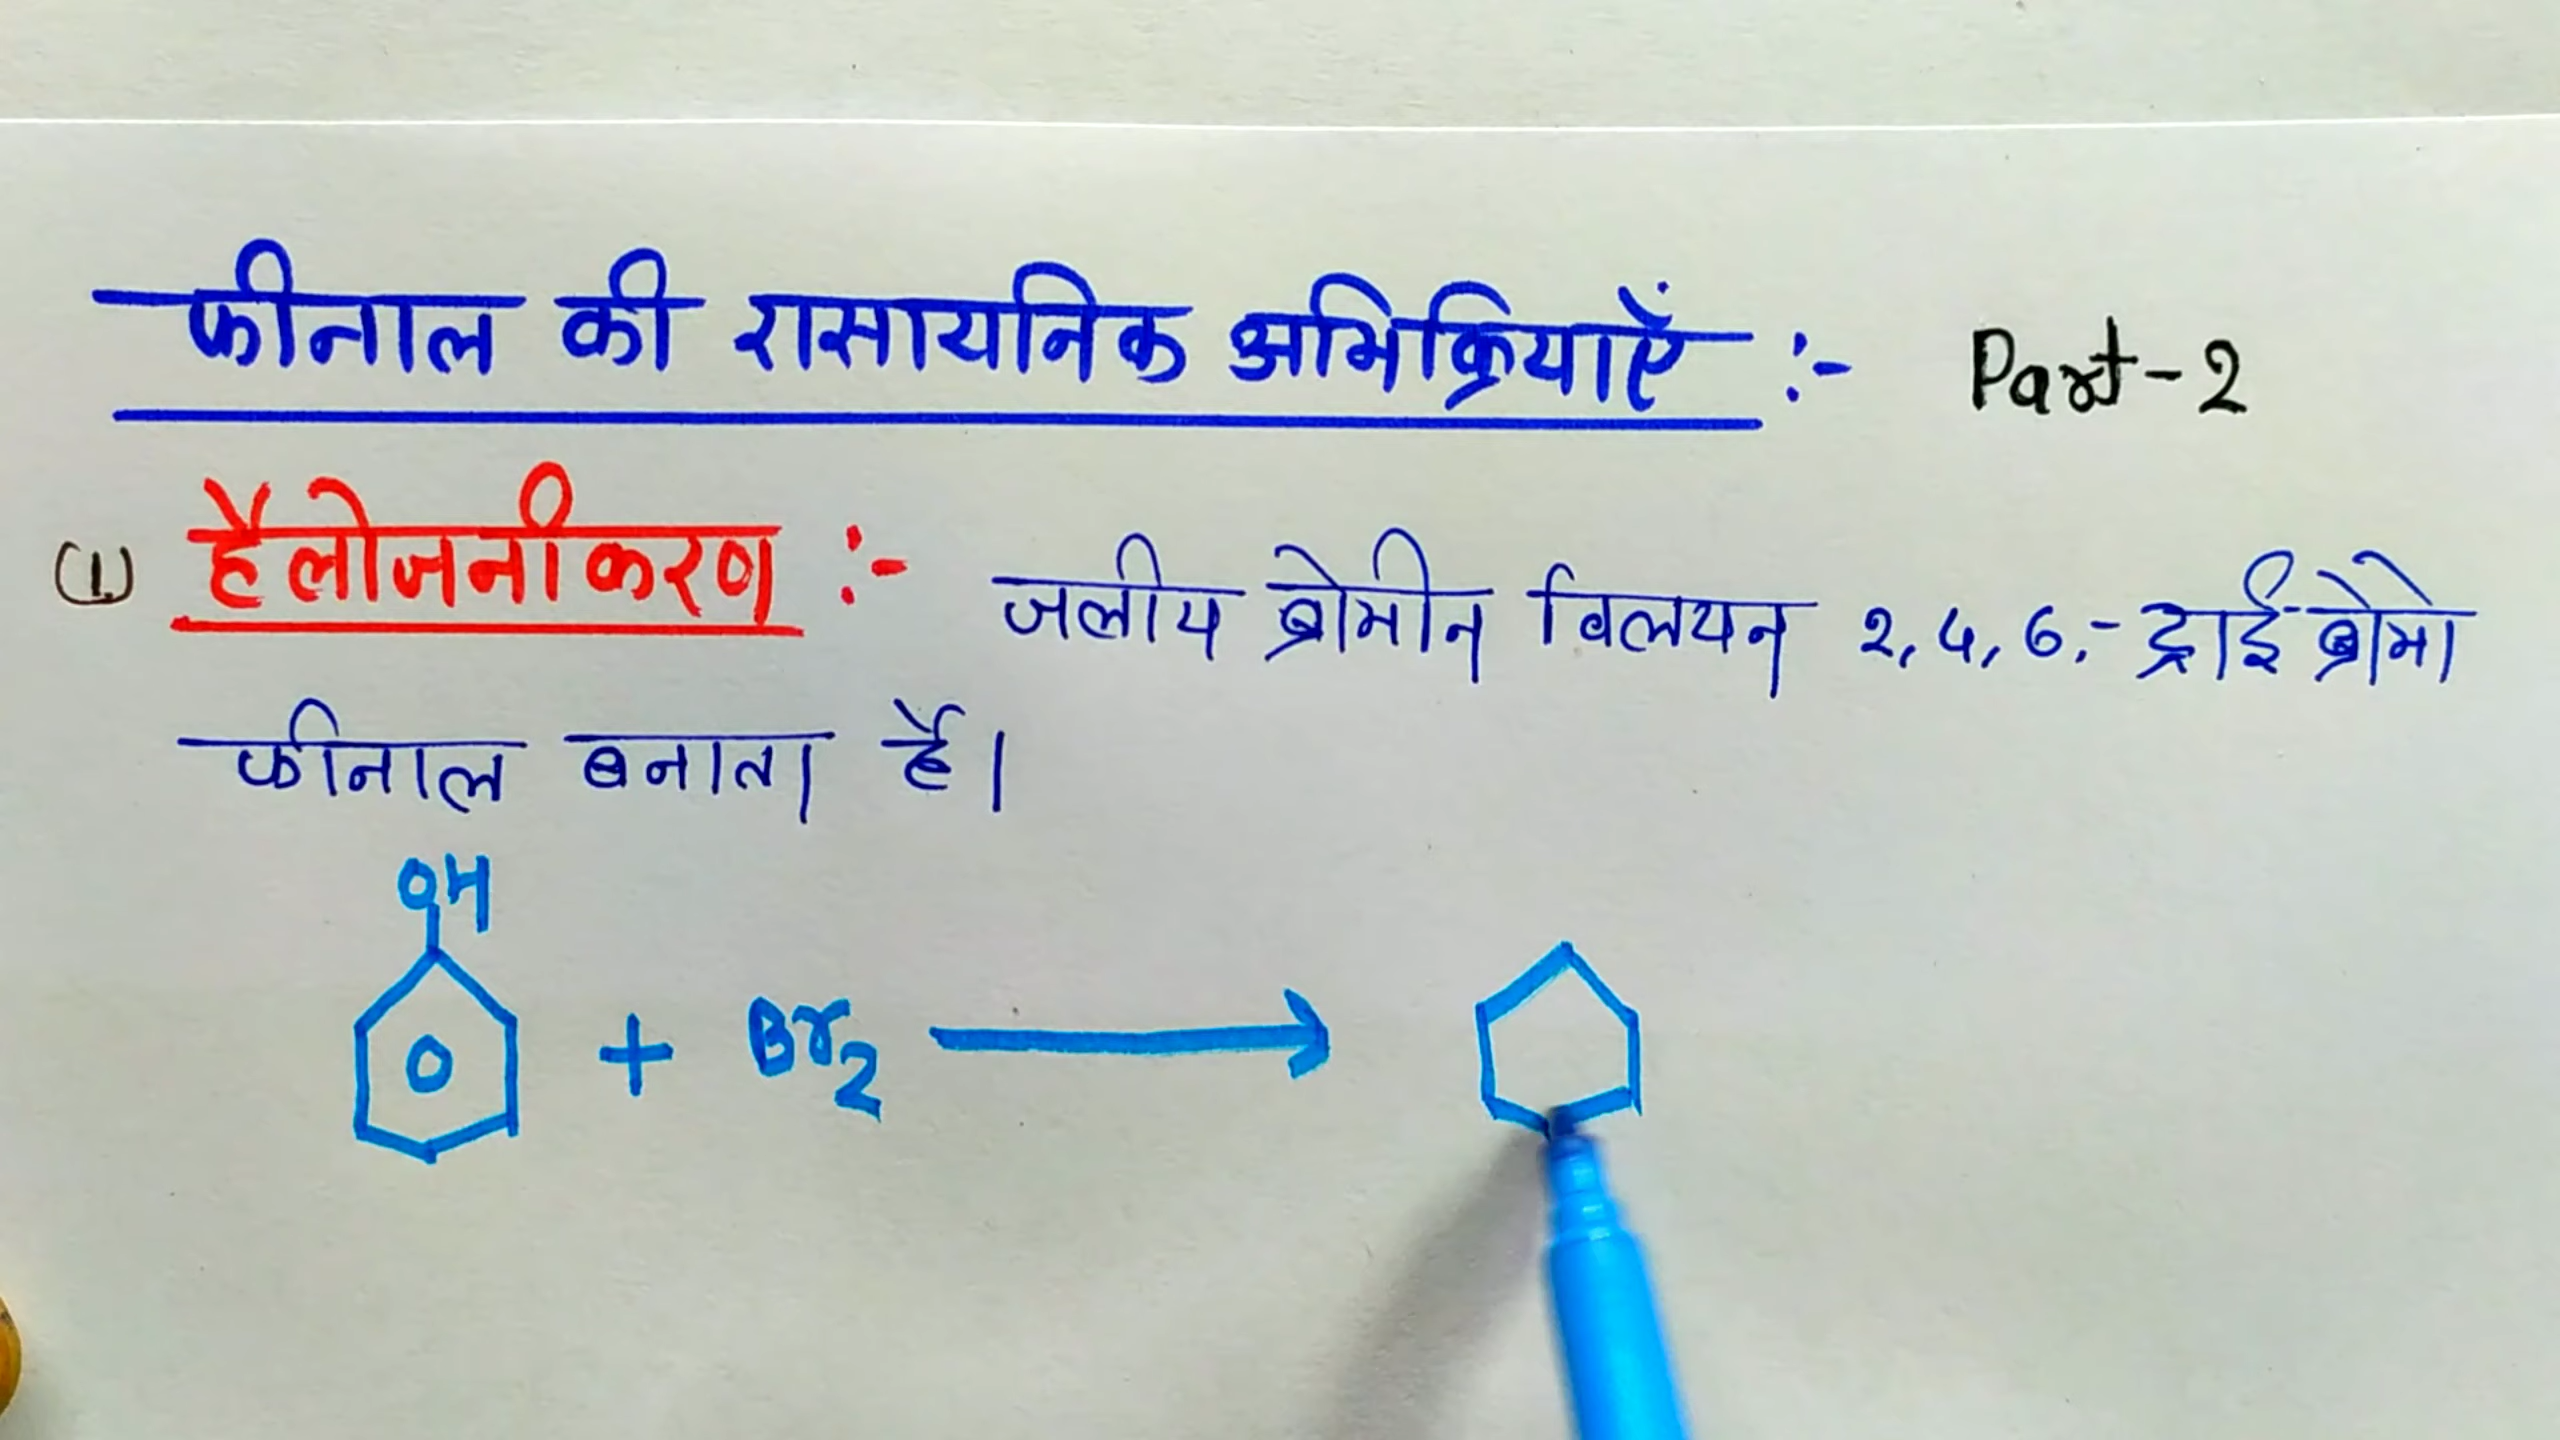 फीनाल की रासायनिक अभिक्रियाएँ :- Part-2
(1.) हैलोजनीकरण :- जलीय ब्रोमीन विलयन 2,4,6,- ट्राई ब्रोमो
फीनाल बनाता है।
OH
+ Br2